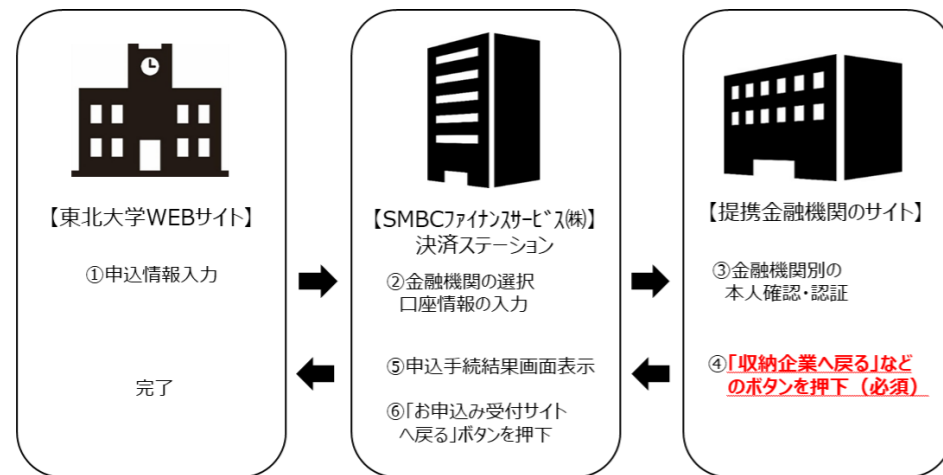 【東北大学WEBサイト】
①申込情報入力
完了
【SMBCﾌｧｲﾅﾝｽｻｰﾋﾞｽ㈱】
決済ステーション
②金融機関の選択
口座情報の入力
⑤申込手続結果画面表示
⑥「お申込み受付サイト
へ戻る」ボタンを押下
【提携金融機関のサイト】
③金融機関別の
本人確認・認証
④「収納企業へ戻る」など
のボタンを押下（必須）